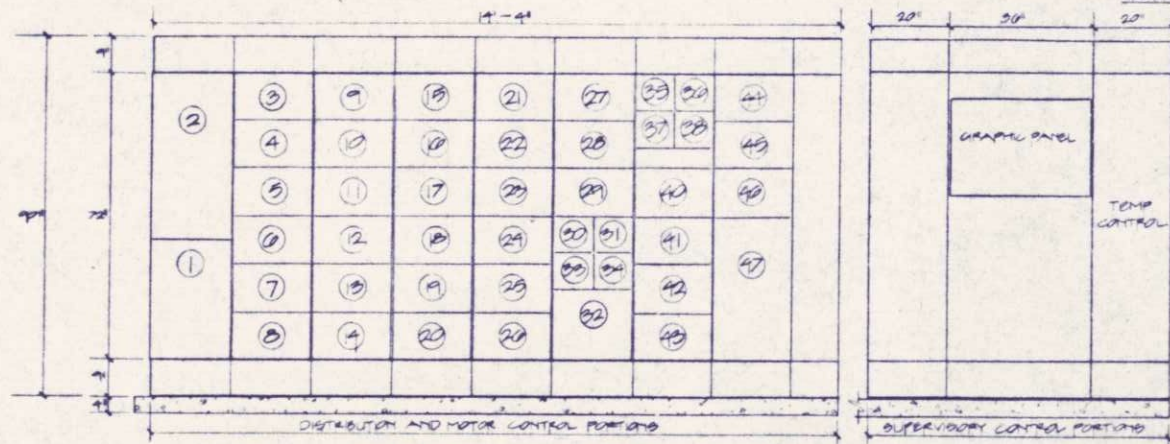 14'-4"
20" 36" 20"
9"
3 9 15 21 27 35 36 44
2
37 38
4 10 16 22 28 45
GRAPHIC PANEL
5 11 17 23 29 40 46
90" 72"
TEMP
CONTROL
6 12 18 24 30 31 41
1 33 34 47
7 13 19 25 42
32
8 14 20 26 43
9"
4"
DISTRIBUTION AND MOTOR CONTROL PORTIONS
SUPERVISORY CONTROL PORTIONS